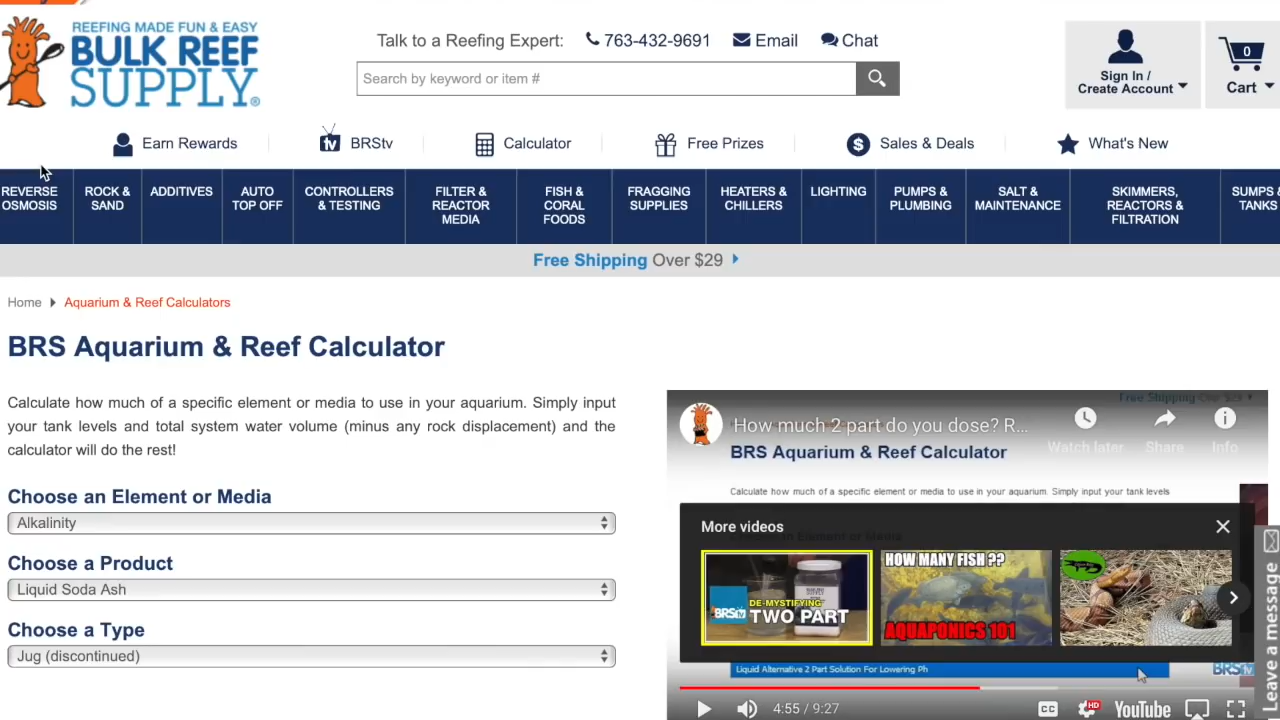 REEFING MADE FUN & EASY
BULK REEF
SUPPLY®
Talk to a Reefing Expert: 763-432-9691 Email Chat
Search by keyword or item #
Sign In /
Create Account
0
Cart
Earn Rewards
tv BRStv
Calculator
Free Prizes
$ Sales & Deals
What's New
REVERSE
OSMOSIS
ROCK &
SAND
ADDITIVES
AUTO
TOP OFF
CONTROLLERS
& TESTING
FILTER &
REACTOR
MEDIA
FISH &
CORAL
FOODS
FRAGGING
SUPPLIES
HEATERS &
CHILLERS
LIGHTING
PUMPS &
PLUMBING
SALT &
MAINTENANCE
SKIMMERS,
REACTORS &
FILTRATION
SUMPS &
TANKS
Free Shipping Over $29
Home Aquarium & Reef Calculators
BRS Aquarium & Reef Calculator
Calculate how much of a specific element or media to use in your aquarium. Simply input
your tank levels and total system water volume (minus any rock displacement) and the
calculator will do the rest!
Choose an Element or Media
Alkalinity
Choose a Product
Liquid Soda Ash
Choose a Type
Jug (discontinued)
Free Shipping Over $29
How much 2 part do you dose? R...
Watch later
Share
Info
BRS Aquarium & Reef Calculator
Calculate how much of a specific element or media to use in your aquarium. Simply input your tank levels
More videos
BRStv
DE-MYSTIFYING
TWO PART
HOW MANY FISH ??
AQUAPONICS 101
Liquid Alternative 2 Part Solution For Lowering Ph
BRStv
4:55 / 9:27
CC
HD
YouTube
Leave a message